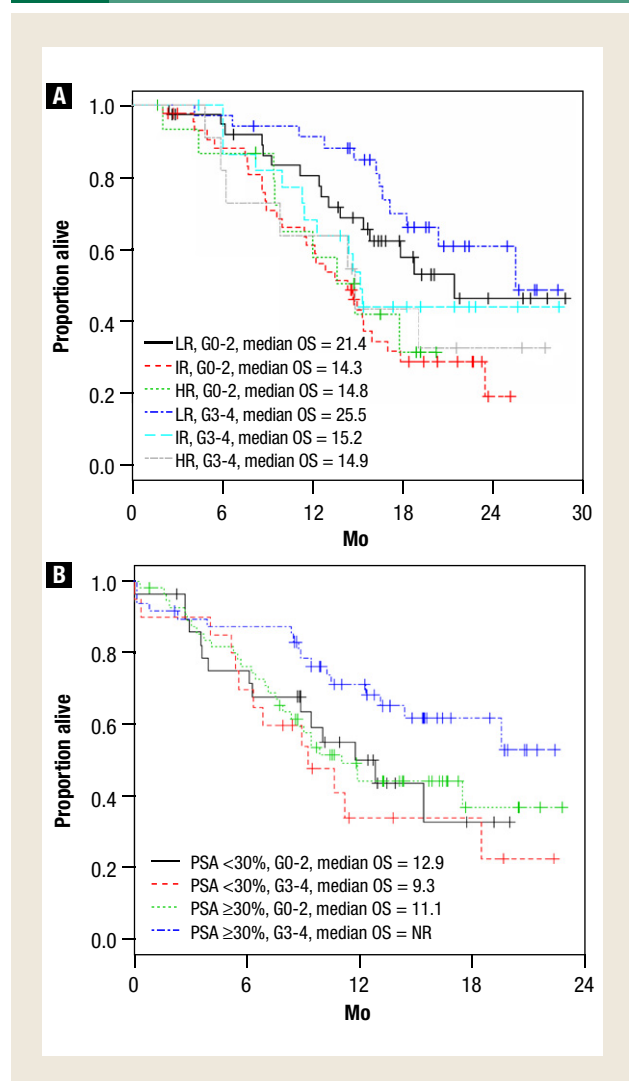 A
1.0
0.8
0.6
0.4
0.2
0.0
Proportion alive
LR, G0-2, median OS = 21.4
IR, G0-2, median OS = 14.3
HR, G0-2, median OS = 14.8
LR, G3-4, median OS = 25.5
IR, G3-4, median OS = 15.2
HR, G3-4, median OS = 14.9
0 6 12 18 24 30
Mo
B
1.0
0.8
0.6
0.4
0.2
0.0
Proportion alive
PSA <30%, G0-2, median OS = 12.9
PSA <30%, G3-4, median OS = 9.3
PSA ≥30%, G0-2, median OS = 11.1
PSA ≥30%, G3-4, median OS = NR
0 6 12 18 24
Mo